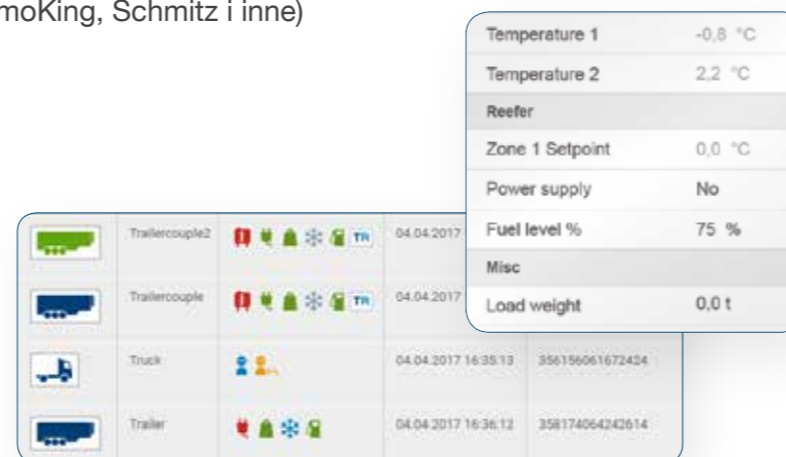 moKing, Schmitz i inne)
Temperature 1 -0,8 °C
Temperature 2 2,2 °C
Reefer
Zone 1 Setpoint 0,0 °C
Power supply No
Fuel level % 75 %
Misc
Load weight 0,0 t
Trailercouple2 TR 04.04.2017
Trailercouple TR 04.04.2017
Truck 04.04.2017 16:35:13 356156061672424
Trailer 04.04.2017 16:36:12 358174064242614